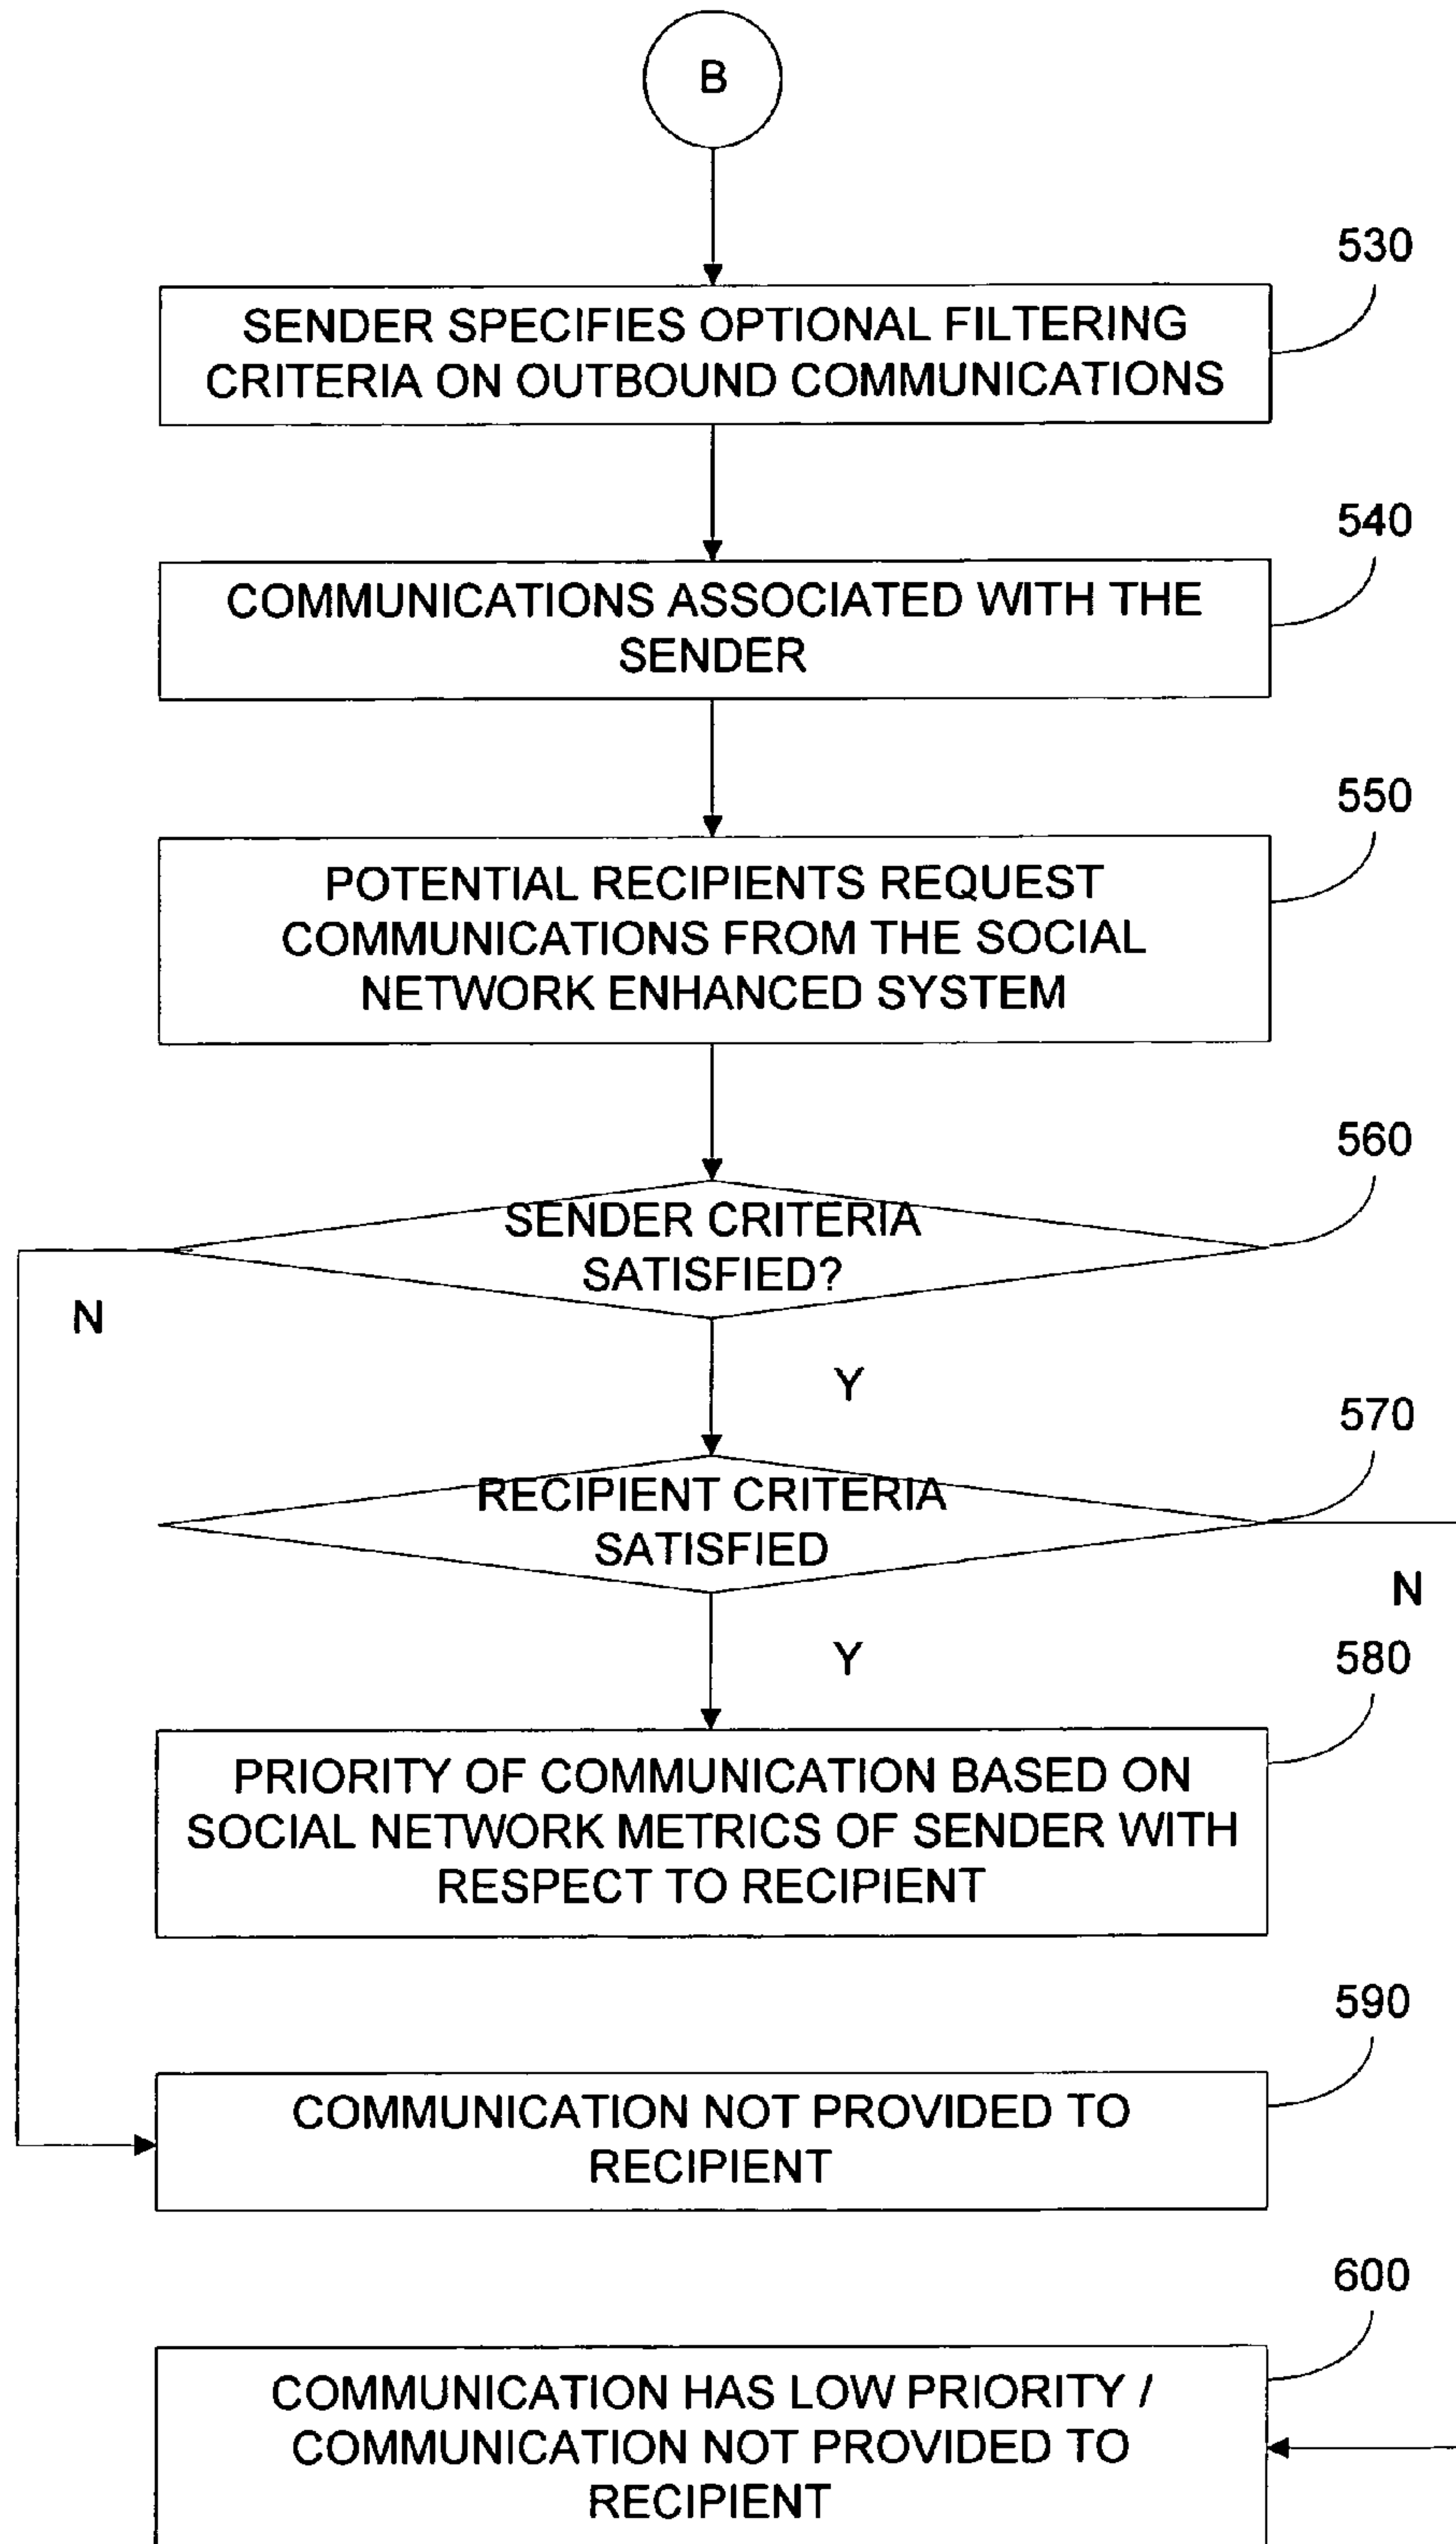 B
530
SENDER SPECIFIES OPTIONAL FILTERING
CRITERIA ON OUTBOUND COMMUNICATIONS
540
COMMUNICATIONS ASSOCIATED WITH THE
SENDER
550
POTENTIAL RECIPIENTS REQUEST
COMMUNICATIONS FROM THE SOCIAL
NETWORK ENHANCED SYSTEM
560
SENDER CRITERIA
SATISFIED?
N
Y
570
RECIPIENT CRITERIA
SATISFIED
N
Y
580
PRIORITY OF COMMUNICATION BASED ON
SOCIAL NETWORK METRICS OF SENDER WITH
RESPECT TO RECIPIENT
590
COMMUNICATION NOT PROVIDED TO
RECIPIENT
600
COMMUNICATION HAS LOW PRIORITY /
COMMUNICATION NOT PROVIDED TO
RECIPIENT